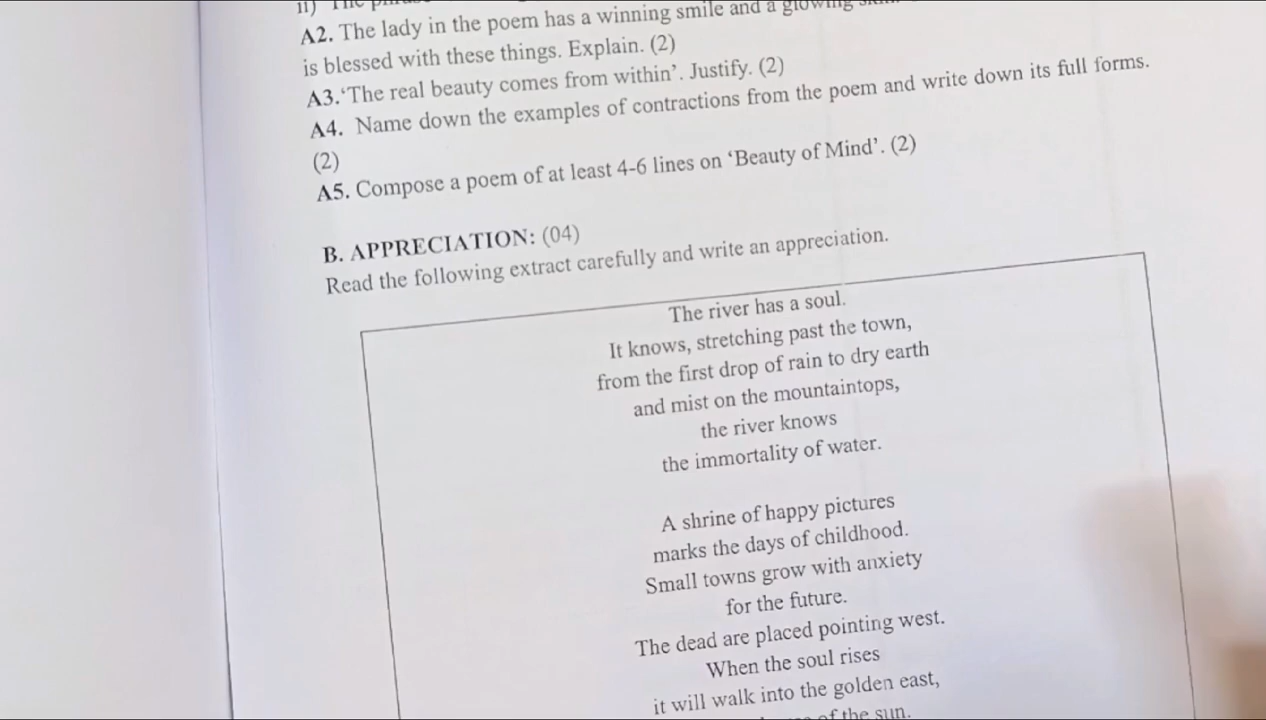 ii) The
A2. The lady in the poem has a winning smile and a glowing
is blessed with these things. Explain. (2)
A3.‘The real beauty comes from within’. Justify. (2)
A4. Name down the examples of contractions from the poem and write down its full forms.
(2)
A5. Compose a poem of at least 4-6 lines on ‘Beauty of Mind’. (2)
B. APPRECIATION: (04)
Read the following extract carefully and write an appreciation.
The river has a soul.
It knows, stretching past the town,
from the first drop of rain to dry earth
and mist on the mountaintops,
the river knows
the immortality of water.
A shrine of happy pictures
marks the days of childhood.
Small towns grow with anxiety
for the future.
The dead are placed pointing west.
When the soul rises
it will walk into the golden east,
of the sun.